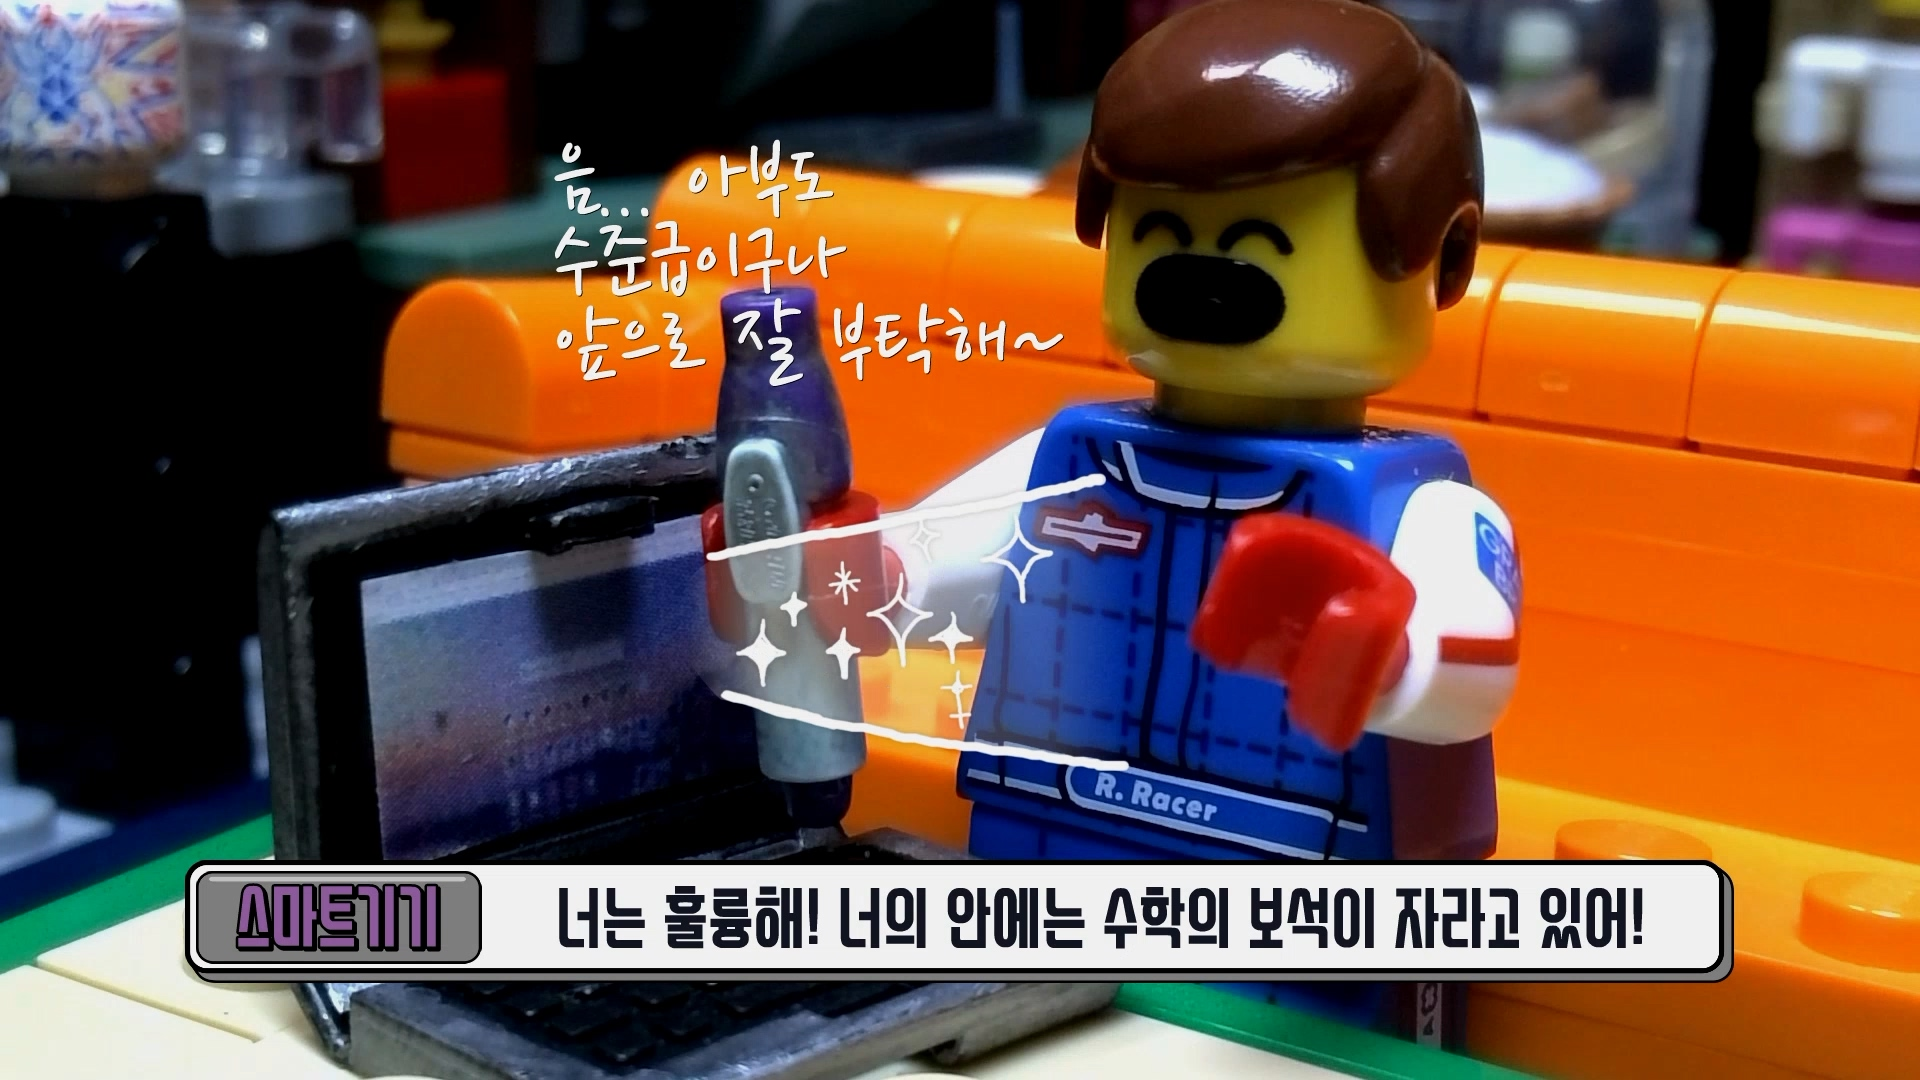 음... 아부도
수준급이구나
앞으로 잘 부탁해~
R. Racer
스마트기기
너는 훌륭해! 너의 안에는 수학의 보석이 자라고 있어!